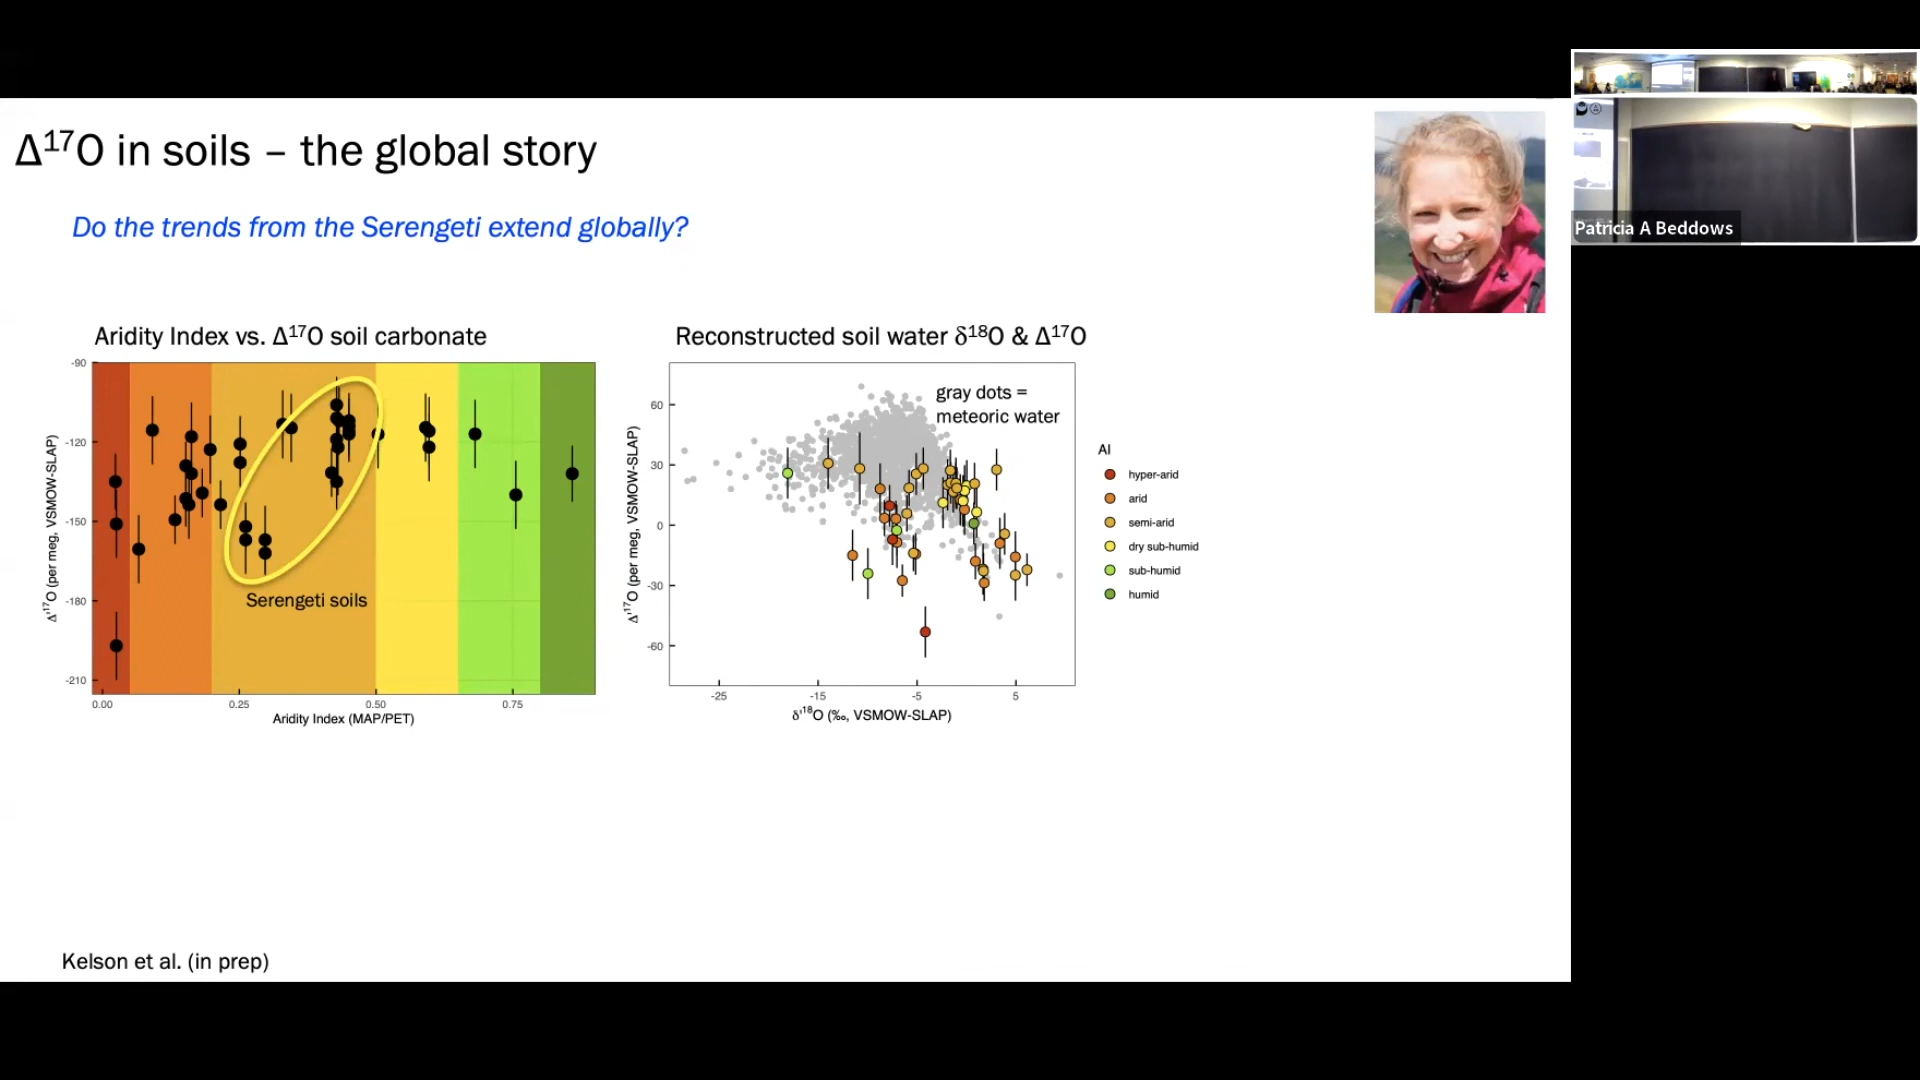 Δ¹⁷O in soils – the global story
Do the trends from the Serengeti extend globally?
Aridity Index vs. Δ¹⁷O soil carbonate
-90
-120
-150
-180
-210
Δ'¹⁷O (per meg, VSMOW-SLAP)
Serengeti soils
0.00
0.25
0.50
0.75
Aridity Index (MAP/PET)
Reconstructed soil water δ¹⁸O & Δ¹⁷O
gray dots =
meteoric water
60
30
0
-30
-60
Δ'¹⁷O (per meg, VSMOW-SLAP)
-25
-15
-5
5
δ'¹⁸O (‰, VSMOW-SLAP)
AI
hyper-arid
arid
semi-arid
dry sub-humid
sub-humid
humid
Kelson et al. (in prep)
Patricia A Beddows